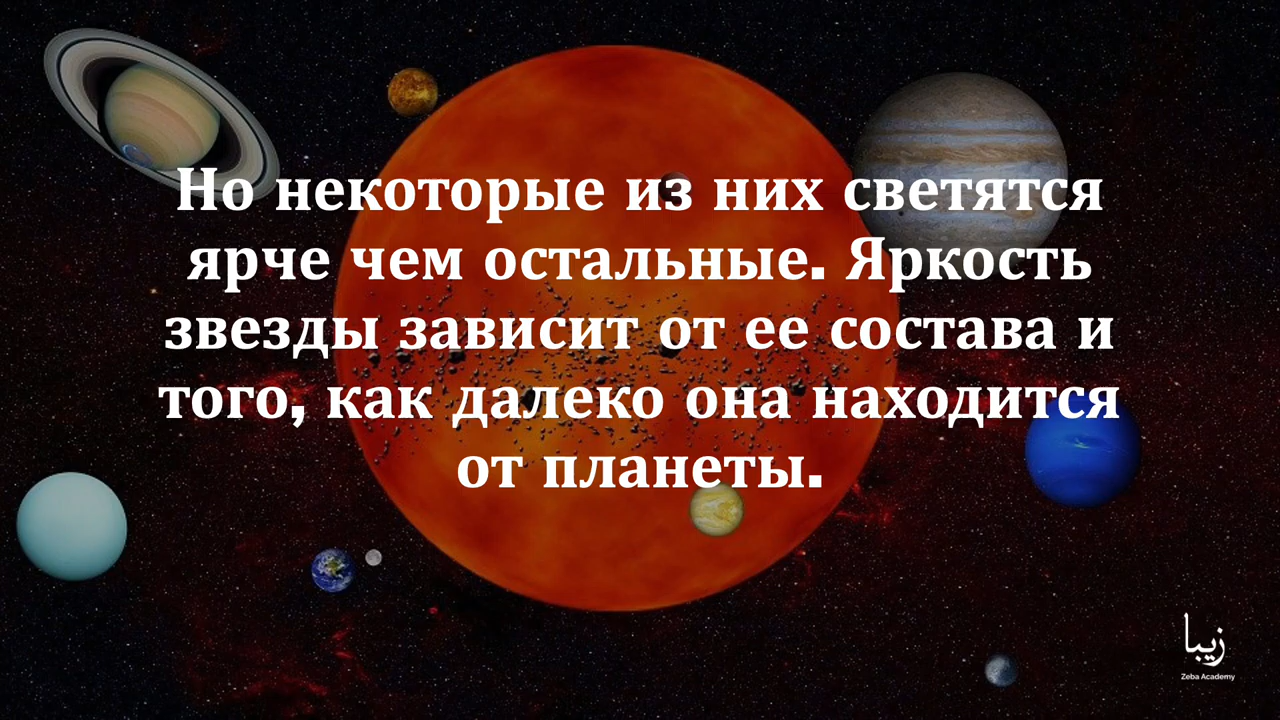 Но некоторые из них светятся
ярче чем остальные. Яркость
звезды зависит от ее состава и
того, как далеко она находится
от планеты.
زیبا
Zeba Academy